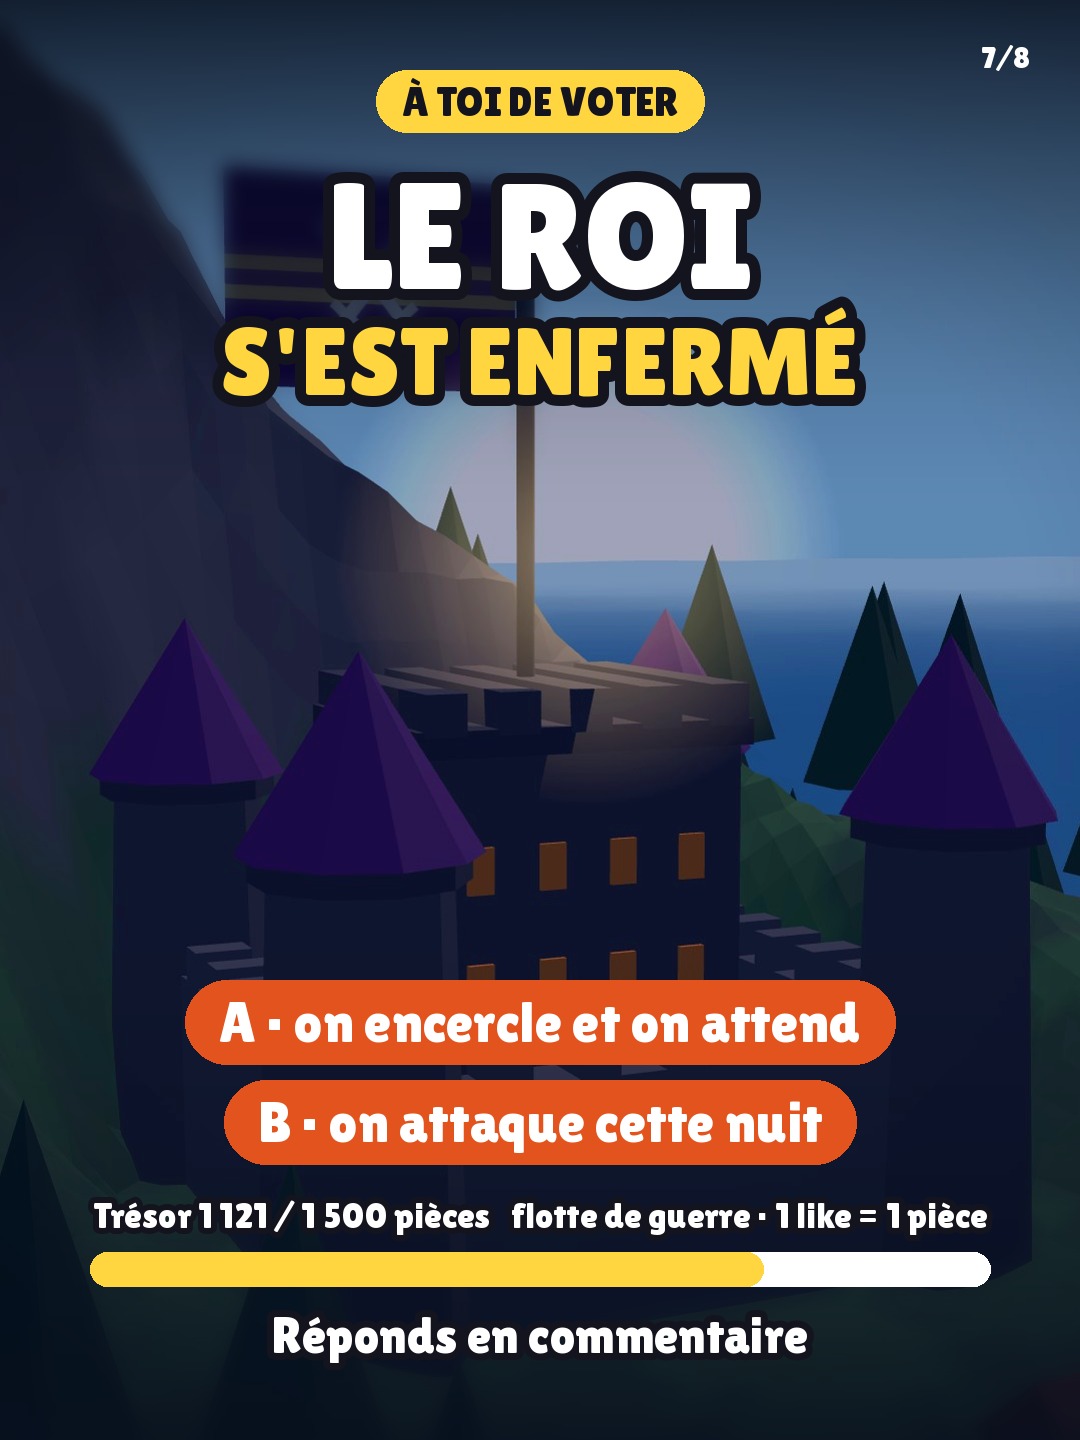 7/8
À TOI DE VOTER
LE ROI
S'EST ENFERMÉ
A · on encercle et on attend
B · on attaque cette nuit
Trésor 1 121 / 1 500 pièces flotte de guerre · 1 like = 1 pièce
Réponds en commentaire